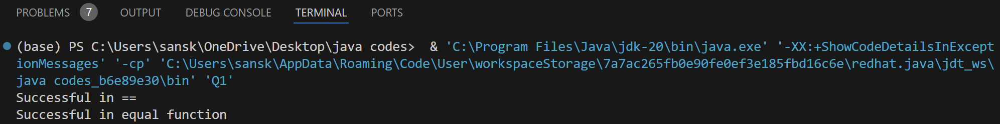 PROBLEMS 7 OUTPUT DEBUG CONSOLE TERMINAL PORTS
(base) PS C:\Users\sansk\OneDrive\Desktop\java codes>  & 'C:\Program Files\Java\jdk-20\bin\java.exe' '-XX:+ShowCodeDetailsInExcept
ionMessages' '-cp' 'C:\Users\sansk\AppData\Roaming\Code\User\workspaceStorage\7a7ac265fb0e90fe0ef3e185fbd16c6e\redhat.java\jdt_ws\
java codes_b6e89e30\bin' 'Q1'
Successful in ==
Successful in equal function